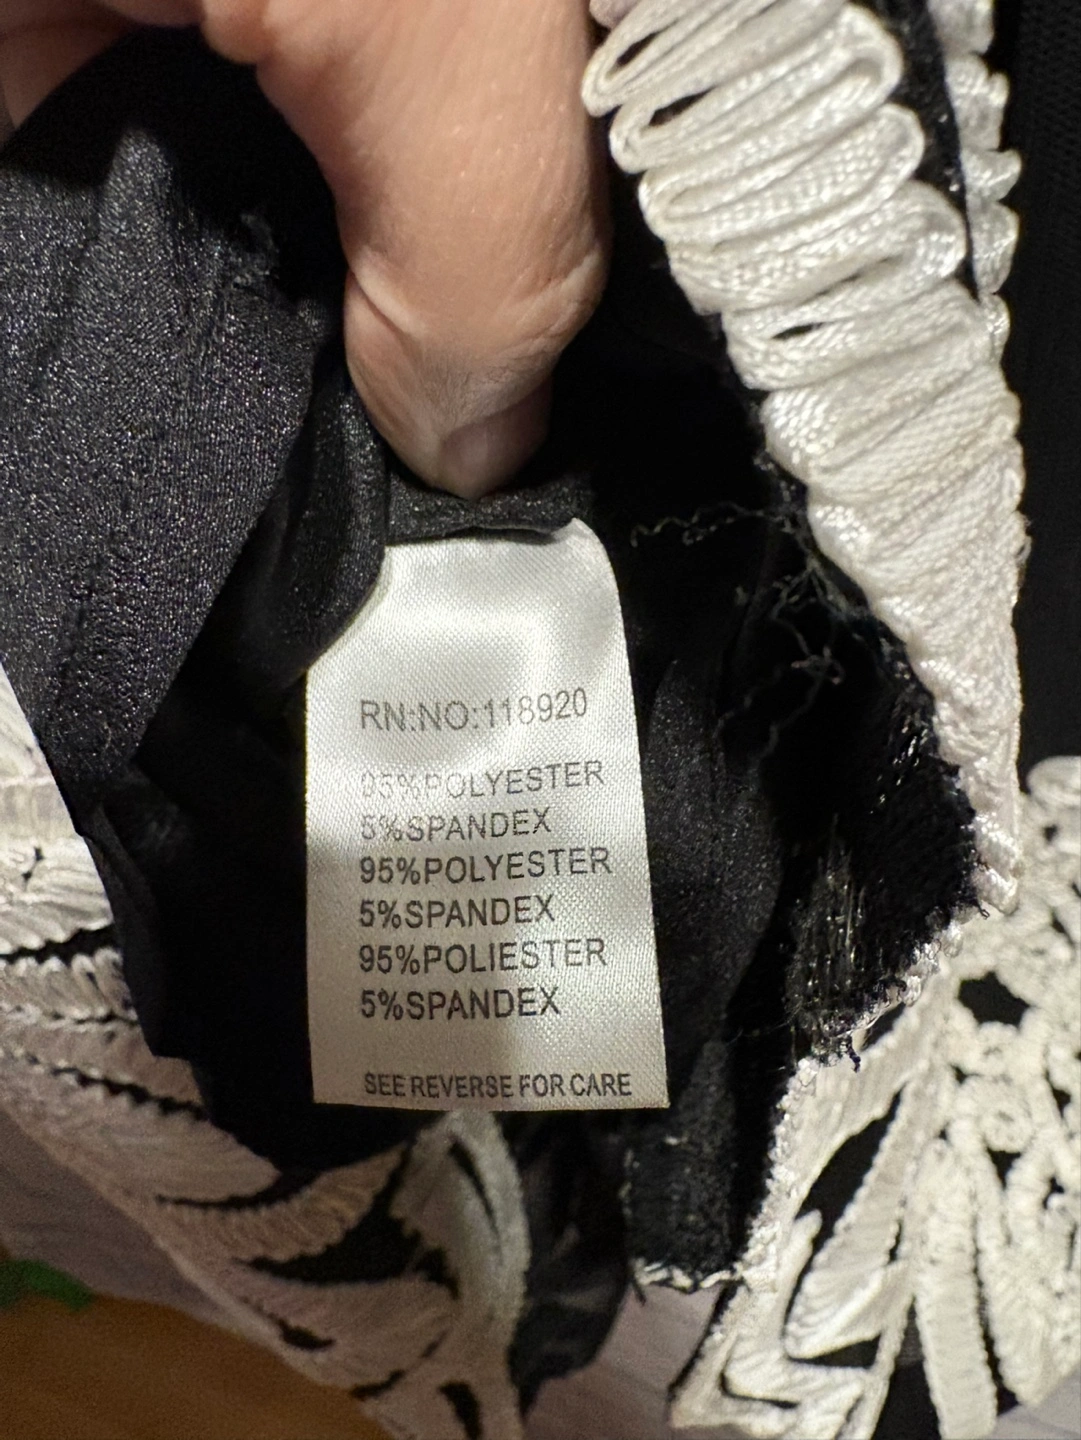 RN:NO:118920
95%POLYESTER
5%SPANDEX
95%POLYESTER
5%SPANDEX
95%POLIESTER
5%SPANDEX
SEE REVERSE FOR CARE